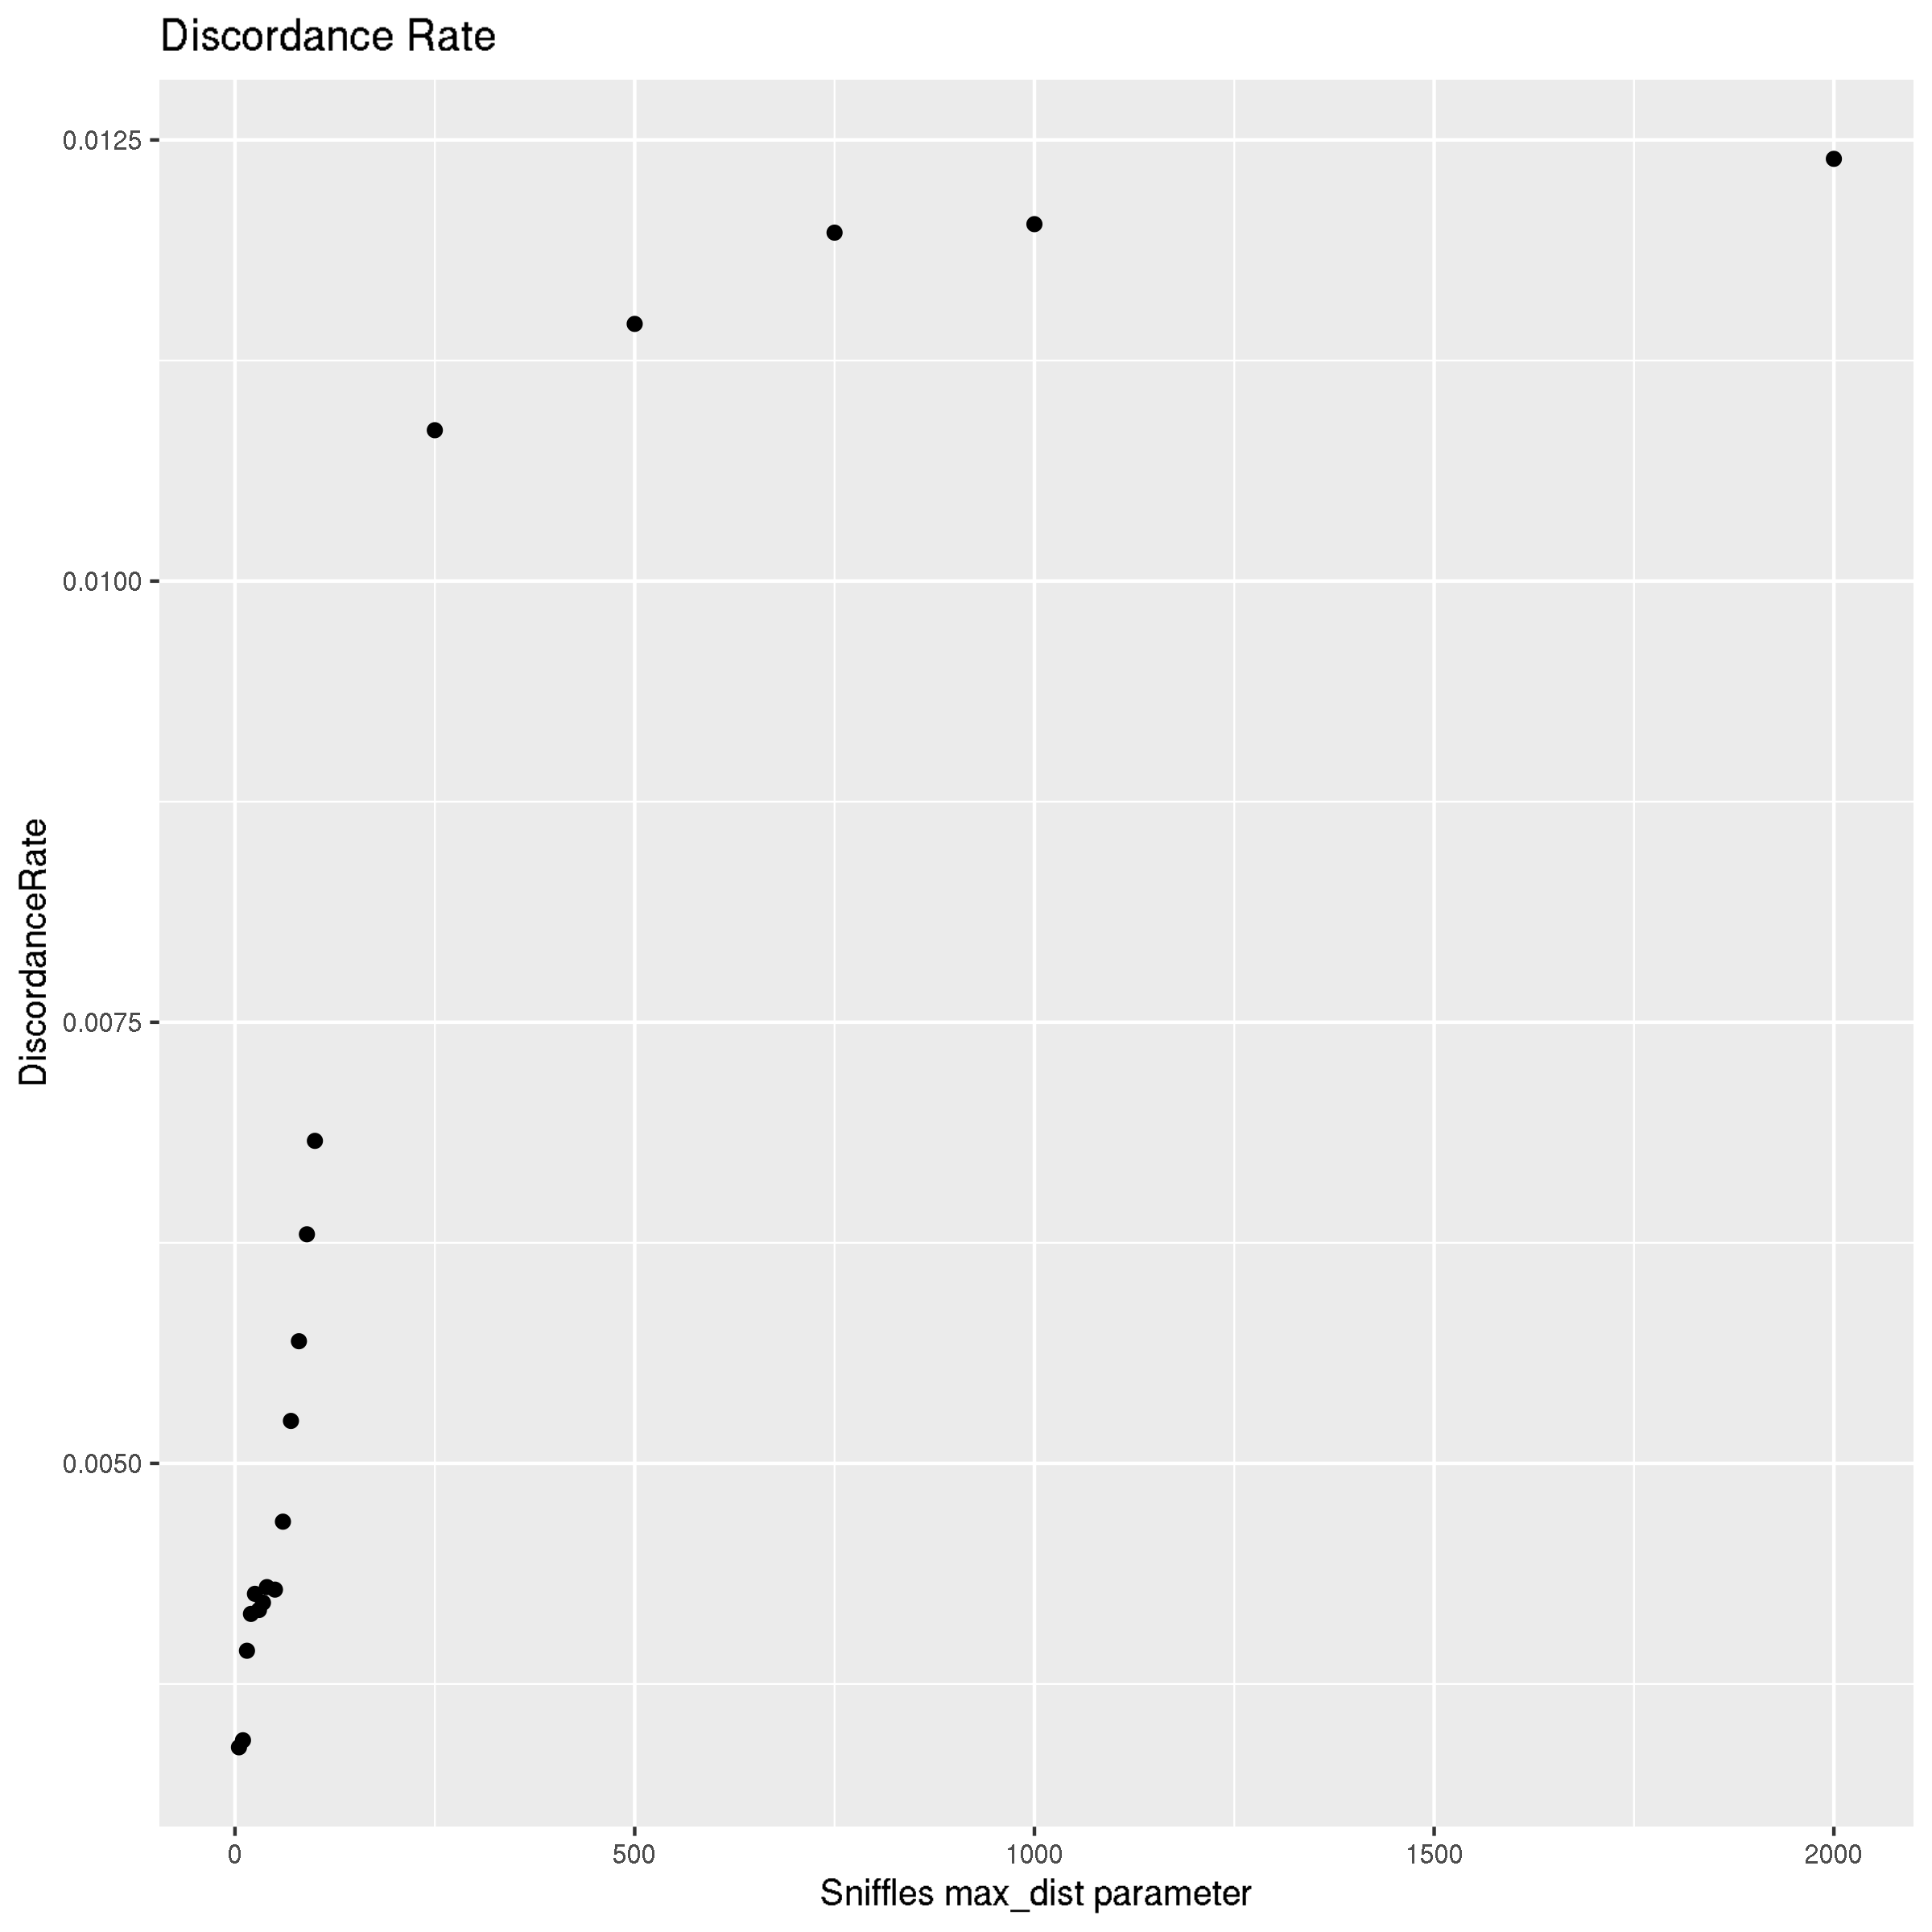 Discordance Rate
DiscordanceRate
0.0125
0.0100
0.0075
0.0050
0 500 1000 1500 2000
Sniffles max_dist parameter